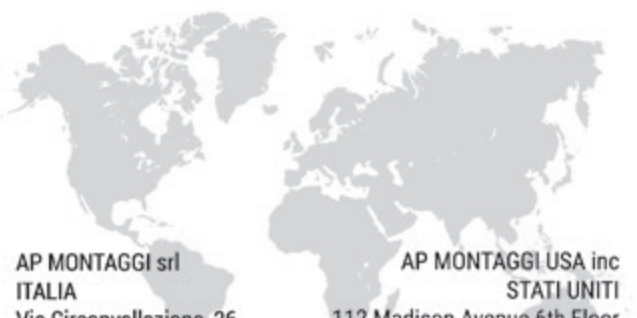 AP MONTAGGI srl
ITALIA
Via Circonvallazione, 26
AP MONTAGGI USA inc
STATI UNITI
112 Madison Avenue 6th Floor